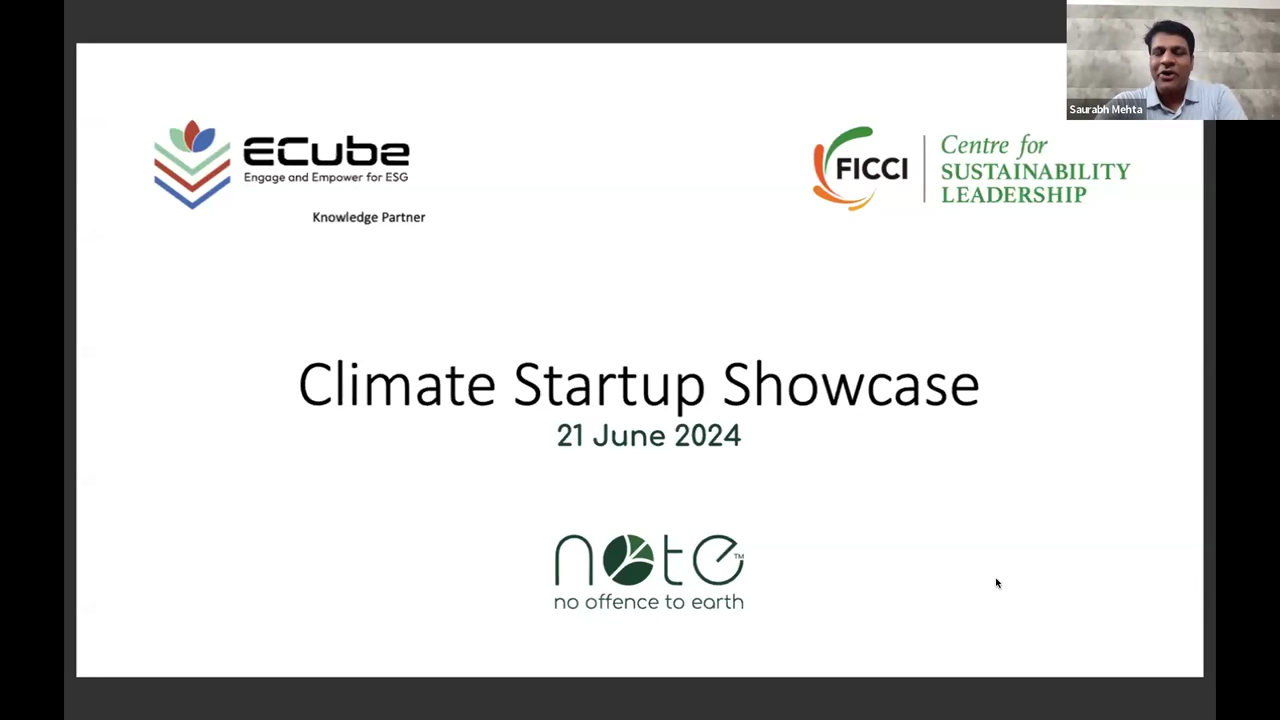 Saurabh Mehta
ECube
Engage and Empower for ESG
Knowledge Partner
FICCI
Centre for
SUSTAINABILITY
LEADERSHIP
Climate Startup Showcase
21 June 2024
note™
no offence to earth